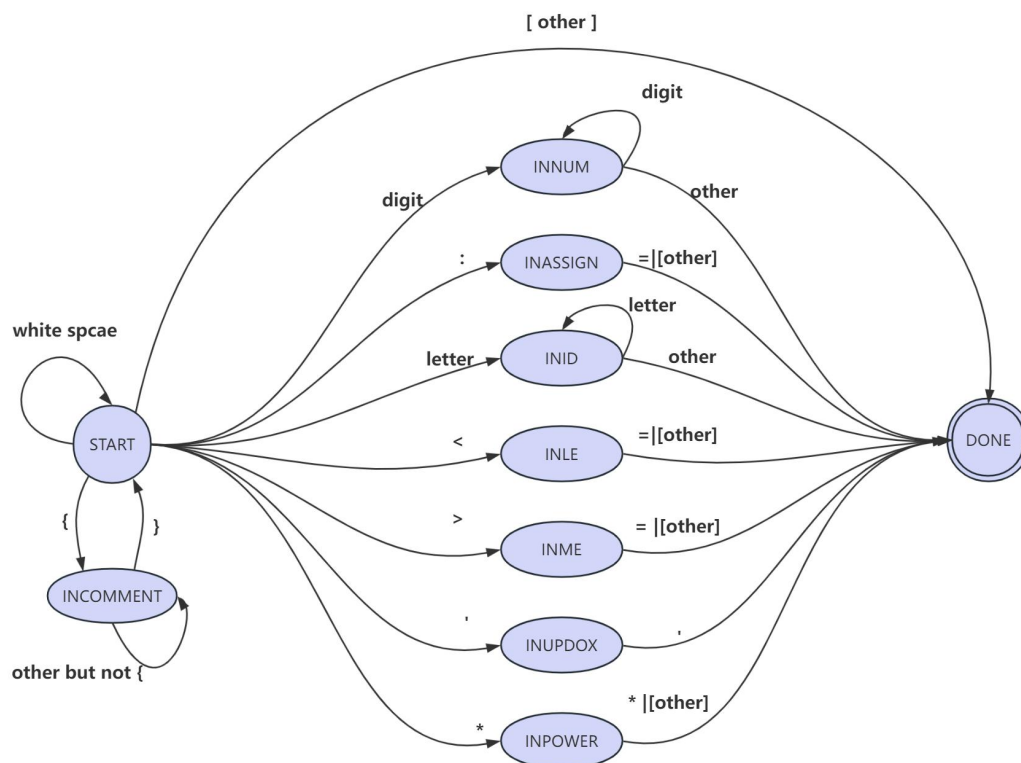 [ other ]
digit
INNUM
digit
other
:
INASSIGN
=|[other]
white spcae
letter
letter
INID
other
START
<
INLE
=|[other]
DONE
{
}
>
INME
= |[other]
INCOMMENT
other but not {
'
INUPDOX
'
*
INPOWER
* |[other]